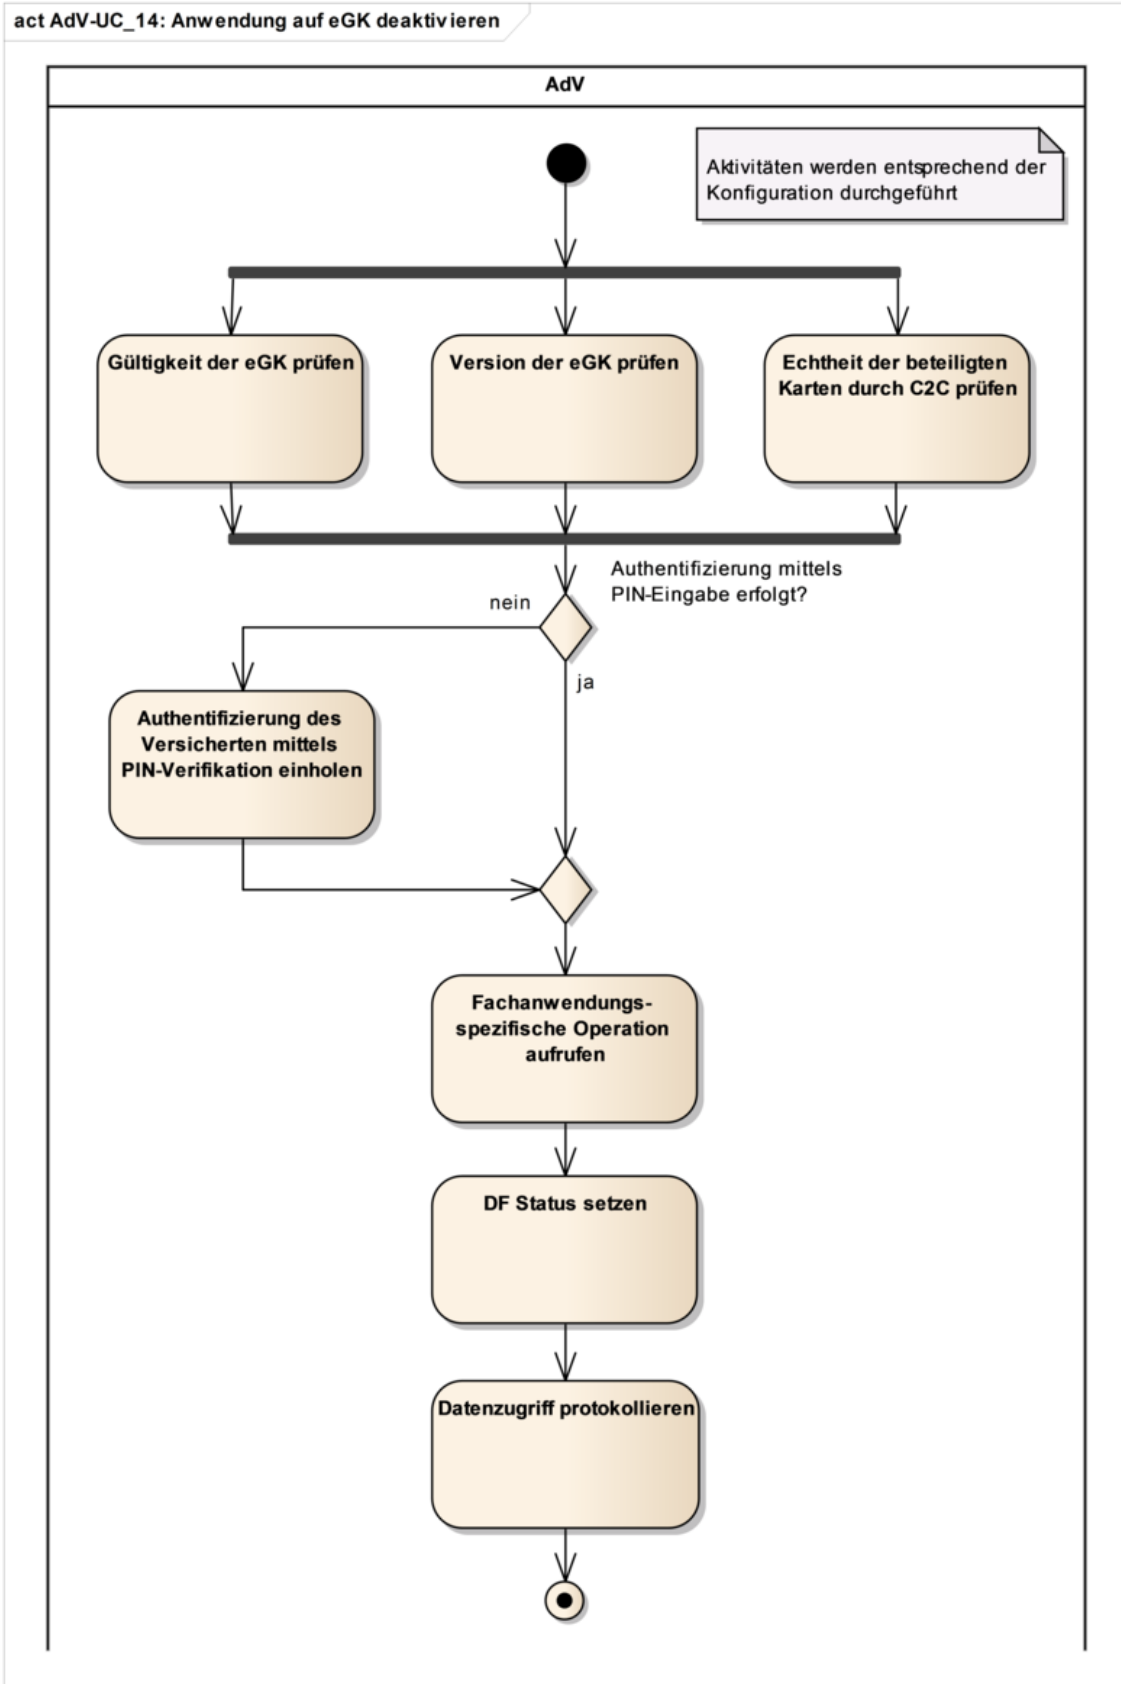 act AdV-UC_14: Anwendung auf eGK deaktivieren
AdV
Aktivitäten werden entsprechend der
Konfiguration durchgeführt
Gültigkeit der eGK prüfen
Version der eGK prüfen
Echtheit der beteiligten
Karten durch C2C prüfen
Authentifizierung mittels
PIN-Eingabe erfolgt?
nein
ja
Authentifizierung des
Versicherten mittels
PIN-Verifikation einholen
Fachanwendungs-
spezifische Operation
aufrufen
DF Status setzen
Datenzugriff protokollieren